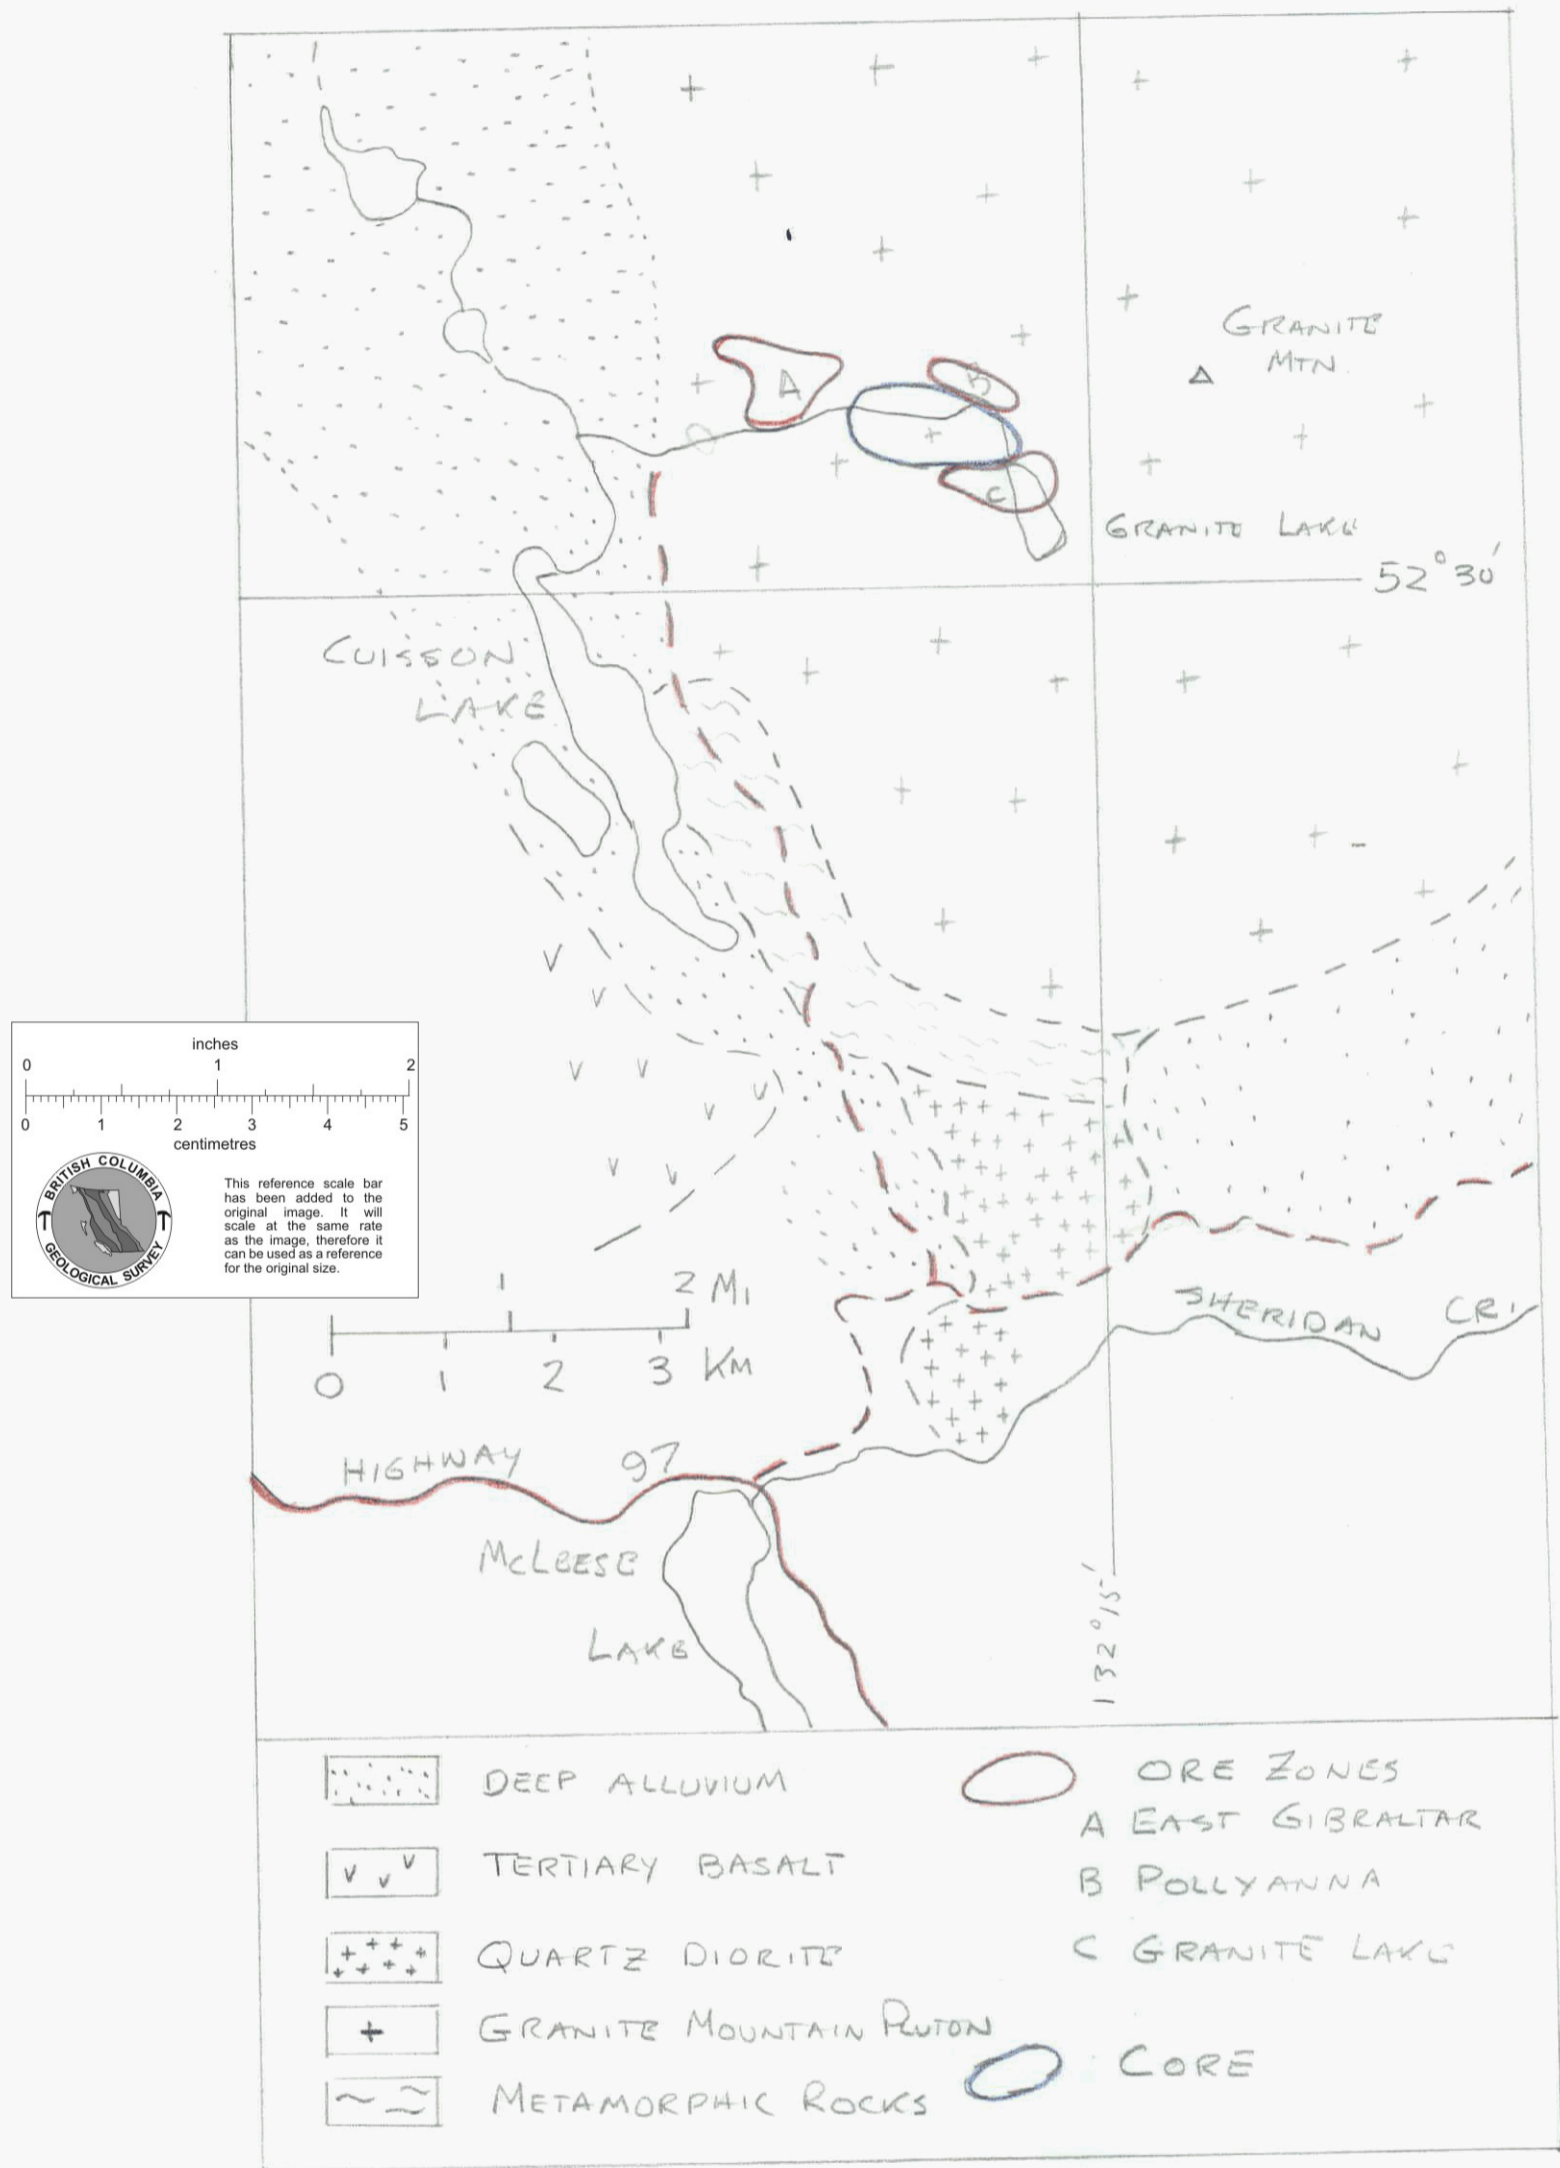 GRANITE
MTN.
A
B
C
GRANITE LAKE
52°30'
CUISSON
LAKE
inches
0 1 2
0 1 2 3 4 5
centimetres
BRITISH COLUMBIA
GEOLOGICAL SURVEY
This reference scale bar
has been added to the
original image. It will
scale at the same rate
as the image, therefore it
can be used as a reference
for the original size.
1 2 MI
0 1 2 3 KM
SHERIDAN CR.
HIGHWAY 97
McLEESE
LAKE
132°15'
DEEP ALLUVIUM
TERTIARY BASALT
QUARTZ DIORITE
GRANITE MOUNTAIN PLUTON
METAMORPHIC ROCKS
ORE ZONES
A EAST GIBRALTAR
B POLLYANNA
C GRANITE LAKE
CORE